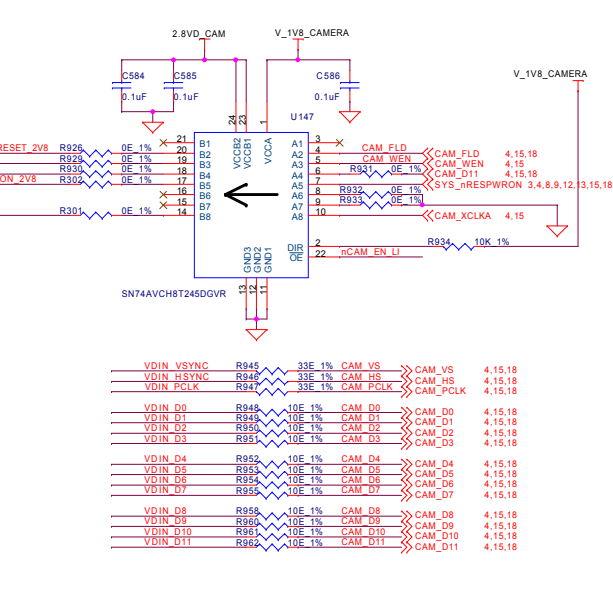 2.8VD_CAM V_1V8_CAMERA
V_1V8_CAMERA
C584 C585 C586
0.1uF 0.1uF 0.1uF
U147
24 23 1
VCCB2 VCCB1 VCCA
21 B1 A1 3
RESET_2V8 R926 0E_1% 20 B2 A2 4 CAM_FLD CAM_FLD 4,15,18
R929 0E_1% 19 B3 A3 5 CAM_WEN CAM_WEN 4,15
R930 0E_1% 18 B4 A4 6 R931 0E_1% CAM_D11 4,15,18
ON_2V8 R302 0E_1% 17 B5 A5 7 SYS_nRESPWRON 3,4,8,9,12,13,15,18
16 B6 A6 8 R932 0E_1%
15 B7 A7 9 R933 0E_1%
R301 0E_1% 14 B8 A8 10 CAM_XCLKA 4,15
DIR 2 R934 10K_1%
OE 22 nCAM_EN_LI
GND3 GND2 GND1
13 12 11
SN74AVCH8T245DGVR
VDIN_VSYNC R945 33E_1% CAM_VS CAM_VS 4,15,18
VDIN_HSYNC R946 33E_1% CAM_HS CAM_HS 4,15,18
VDIN_PCLK R947 33E_1% CAM_PCLK CAM_PCLK 4,15,18
VDIN_D0 R948 10E_1% CAM_D0 CAM_D0 4,15,18
VDIN_D1 R949 10E_1% CAM_D1 CAM_D1 4,15,18
VDIN_D2 R950 10E_1% CAM_D2 CAM_D2 4,15,18
VDIN_D3 R951 10E_1% CAM_D3 CAM_D3 4,15,18
VDIN_D4 R952 10E_1% CAM_D4 CAM_D4 4,15,18
VDIN_D5 R953 10E_1% CAM_D5 CAM_D5 4,15,18
VDIN_D6 R954 10E_1% CAM_D6 CAM_D6 4,15,18
VDIN_D7 R955 10E_1% CAM_D7 CAM_D7 4,15,18
VDIN_D8 R958 10E_1% CAM_D8 CAM_D8 4,15,18
VDIN_D9 R960 10E_1% CAM_D9 CAM_D9 4,15,18
VDIN_D10 R961 10E_1% CAM_D10 CAM_D10 4,15,18
VDIN_D11 R962 10E_1% CAM_D11 CAM_D11 4,15,18